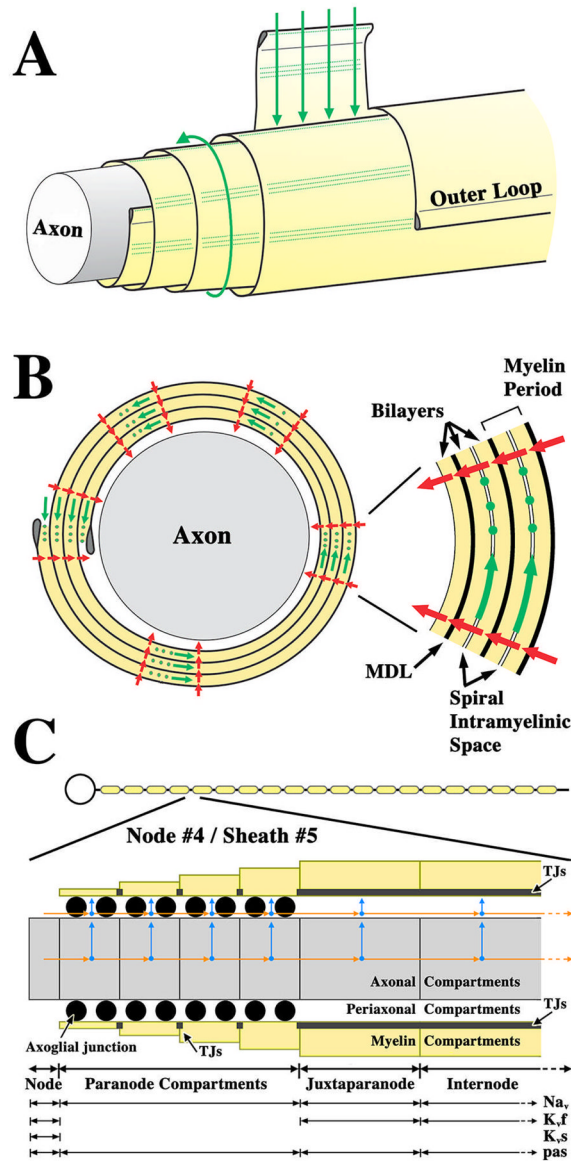 A
Axon
Outer Loop
B
Myelin
Period
Bilayers
Axon
MDL
Spiral
Intramyelinic
Space
C
Node #4 / Sheath #5
TJs
Axonal Compartments
Periaxonal Compartments
TJs
Axoglial junction
TJs
Myelin Compartments
Node
Paranode Compartments
Juxtaparanode
Internode
Naᵥ
Kᵥf
Kᵥs
pas